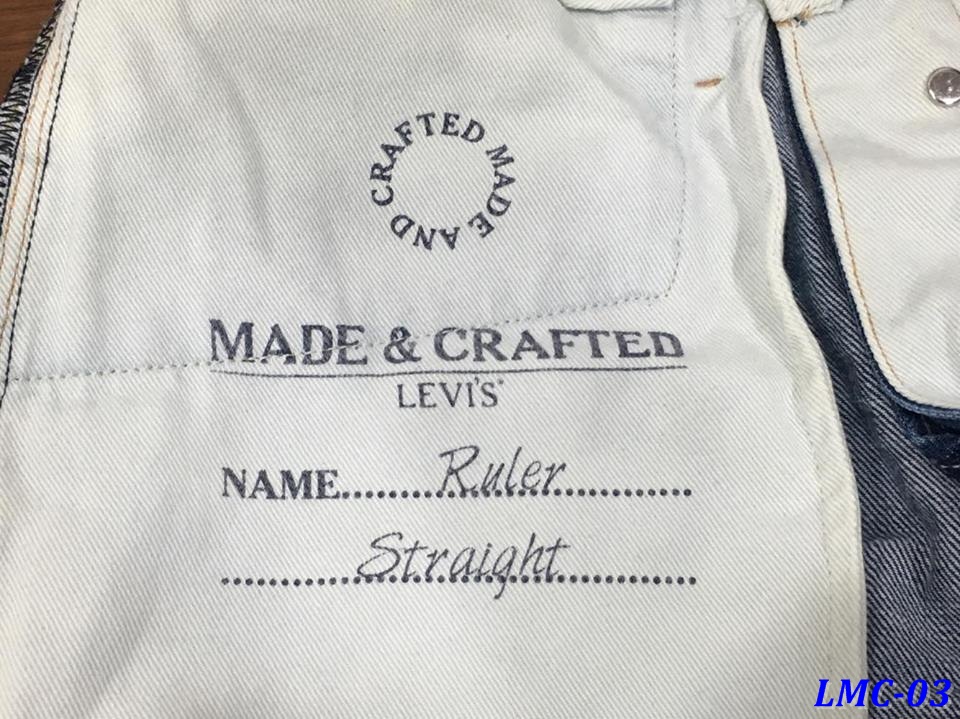 CRAFTED MADE AND
MADE & CRAFTED
LEVI'S®
NAME......Ruler......
......Straight......
LMC-03